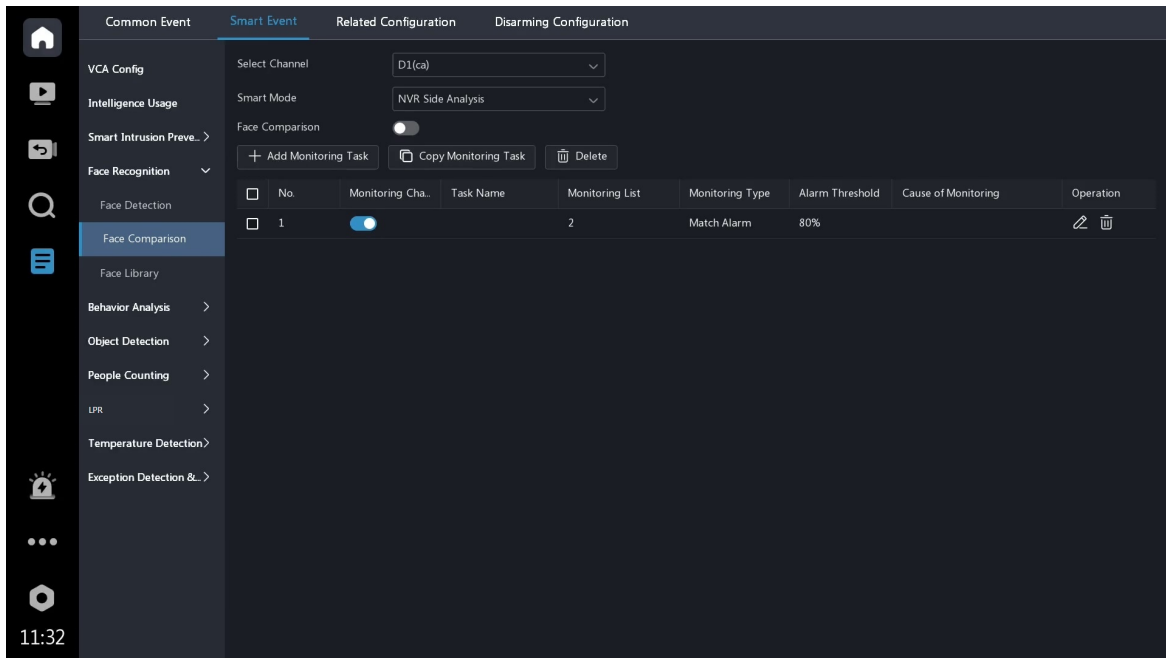 Common Event Smart Event Related Configuration Disarming Configuration
VCA Config
Intelligence Usage
Smart Intrusion Preve...
Face Recognition
Face Detection
Face Comparison
Face Library
Behavior Analysis
Object Detection
People Counting
LPR
Temperature Detection
Exception Detection &...
11:32
Select Channel D1(ca)
Smart Mode NVR Side Analysis
Face Comparison
Add Monitoring Task Copy Monitoring Task Delete
No. Monitoring Cha... Task Name Monitoring List Monitoring Type Alarm Threshold Cause of Monitoring Operation
1 2 Match Alarm 80%